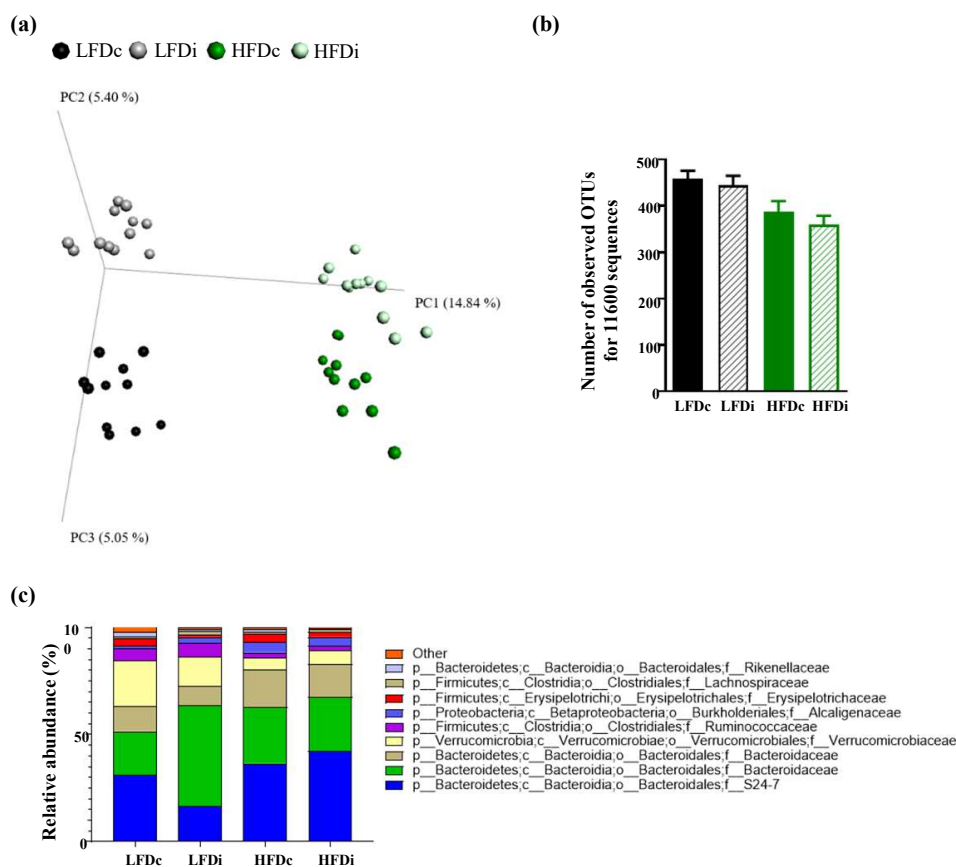 (a)
LFDc LFDi HFDc HFDi
PC2 (5.40 %)
PC1 (14.84 %)
PC3 (5.05 %)
(b)
Number of observed OTUs
for 11600 sequences
500
400
300
200
100
0
LFDc LFDi HFDc HFDi
(c)
Relative abundance (%)
10
0
50
0
LFDc LFDi HFDc HFDi
Other
p__Bacteroidetes;c__Bacteroidia;o__Bacteroidales;f__Rikenellaceae
p__Firmicutes;c__Clostridia;o__Clostridiales;f__Lachnospiraceae
p__Firmicutes;c__Erysipelotrichi;o__Erysipelotrichales;f__Erysipelotrichaceae
p__Proteobacteria;c__Betaproteobacteria;o__Burkholderiales;f__Alcaligenaceae
p__Firmicutes;c__Clostridia;o__Clostridiales;f__Ruminococcaceae
p__Verrucomicrobia;c__Verrucomicrobiae;o__Verrucomicrobiales;f__Verrucomicrobiaceae
p__Bacteroidetes;c__Bacteroidia;o__Bacteroidales;f__Bacteroidaceae
p__Bacteroidetes;c__Bacteroidia;o__Bacteroidales;f__Bacteroidaceae
p__Bacteroidetes;c__Bacteroidia;o__Bacteroidales;f__S24-7